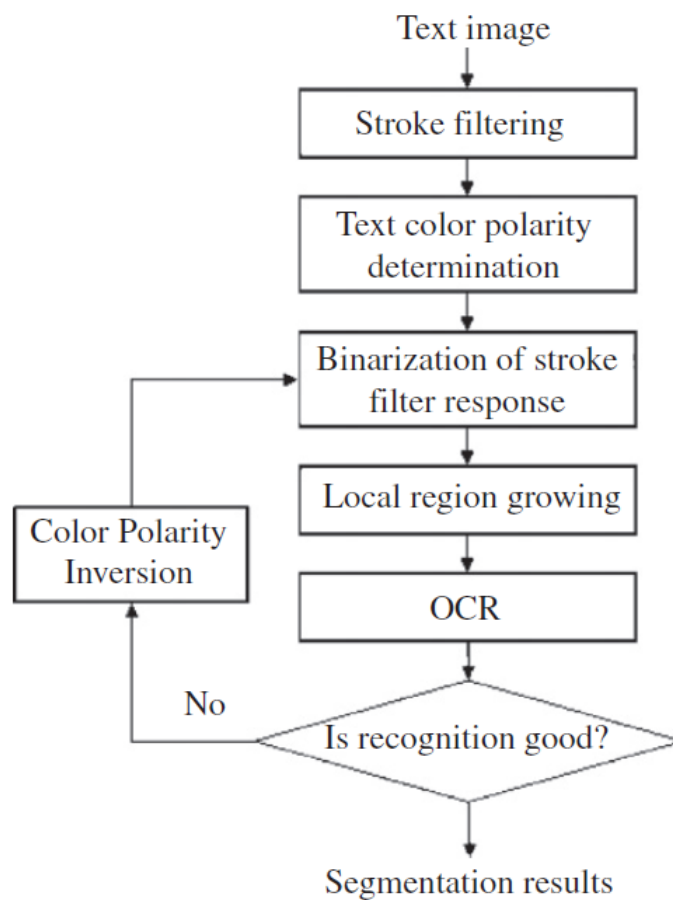 Text image
Stroke filtering
Text color polarity
determination
Binarization of stroke
filter response
Local region growing
Color Polarity
Inversion
OCR
No
Is recognition good?
Segmentation results